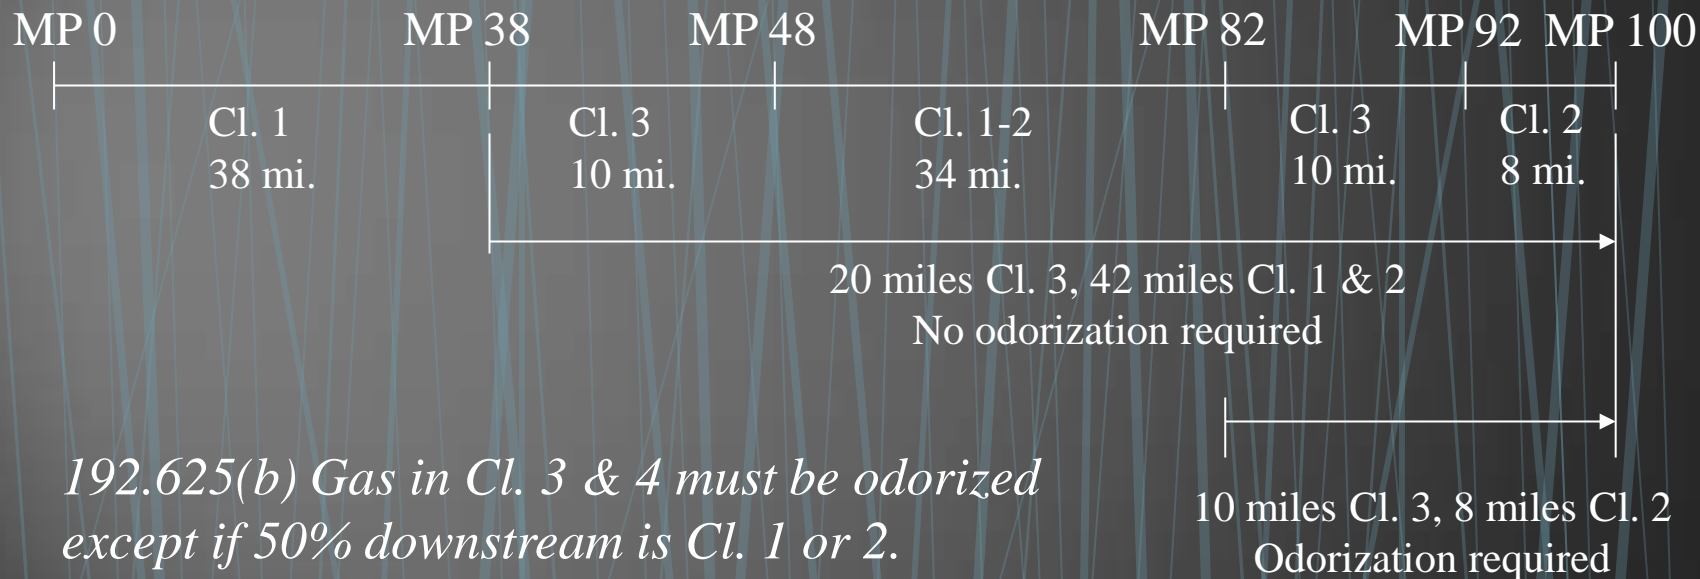 MP 0 MP 38 MP 48 MP 82 MP 92 MP 100
Cl. 1 Cl. 3 Cl. 1-2 Cl. 3 Cl. 2
38 mi. 10 mi. 34 mi. 10 mi. 8 mi.
20 miles Cl. 3, 42 miles Cl. 1 & 2
No odorization required
192.625(b) Gas in Cl. 3 & 4 must be odorized
except if 50% downstream is Cl. 1 or 2.
10 miles Cl. 3, 8 miles Cl. 2
Odorization required